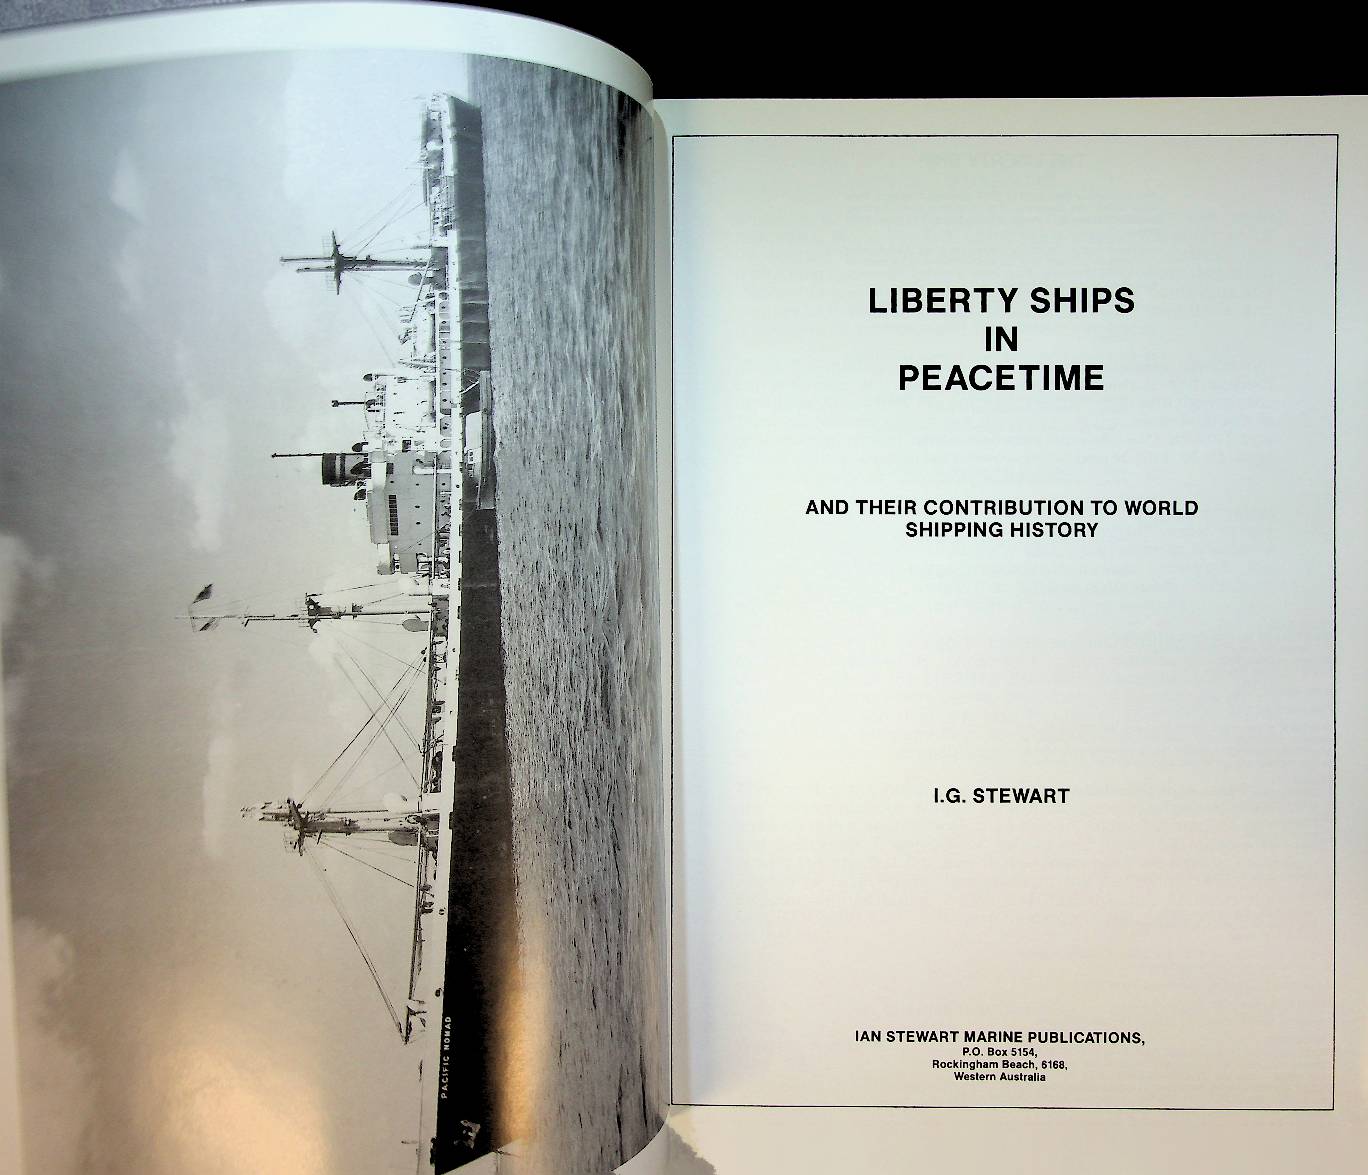 PACIFIC NOMAD
LIBERTY SHIPS
IN
PEACETIME
AND THEIR CONTRIBUTION TO WORLD
SHIPPING HISTORY
I.G. STEWART
IAN STEWART MARINE PUBLICATIONS,
P.O. Box 5154,
Rockingham Beach, 6168,
Western Australia